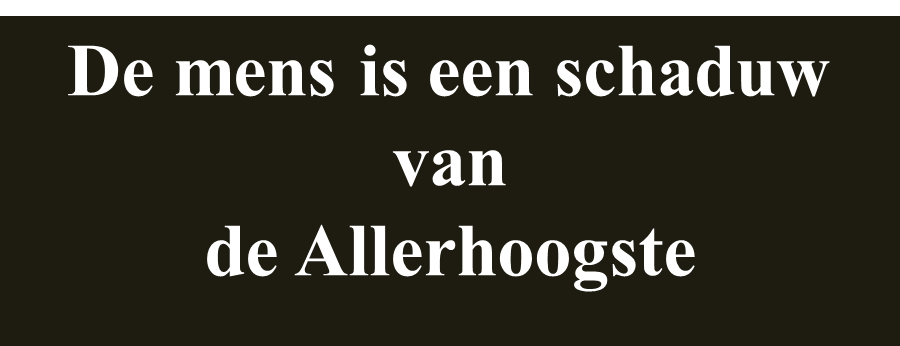 De mens is een schaduw
van
de Allerhoogste